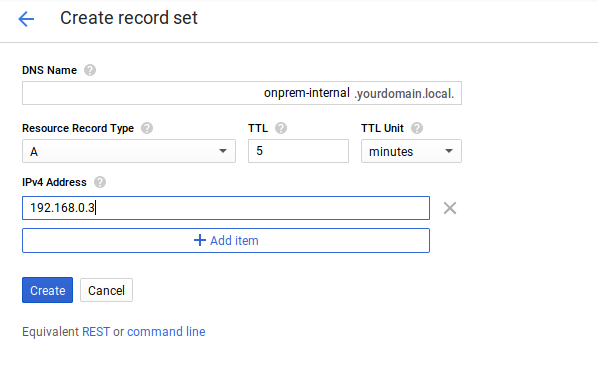 Create record set
DNS Name
onprem-internal .yourdomain.local.
Resource Record Type TTL TTL Unit
A 5 minutes
IPv4 Address
192.168.0.3
Add item
Create Cancel
Equivalent REST or command line